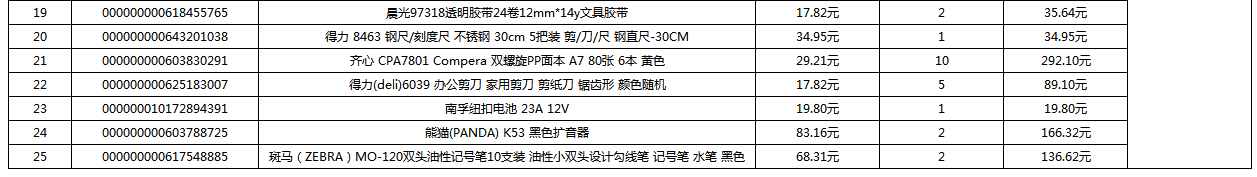 19 000000000618455765 晨光97318透明胶带24卷12mm*14y文具胶带 17.82元 2 35.64元
20 000000000643201038 得力 8463 钢尺/刻度尺 不锈钢 30cm 5把装 剪/刀/尺 钢直尺-30CM 34.95元 1 34.95元
21 000000000603830291 齐心 CPA7801 Compera 双螺旋PP面本 A7 80张 6本 黄色 29.21元 10 292.10元
22 000000000625183007 得力(deli)6039 办公剪刀 家用剪刀 剪纸刀 锯齿形 颜色随机 17.82元 5 89.10元
23 000000010172894391 南孚纽扣电池 23A 12V 19.80元 1 19.80元
24 000000000603788725 熊猫(PANDA) K53 黑色扩音器 83.16元 2 166.32元
25 000000000617548885 斑马（ZEBRA）MO-120双头油性记号笔10支装 油性小双头设计勾线笔 记号笔 水笔 黑色 68.31元 2 136.62元